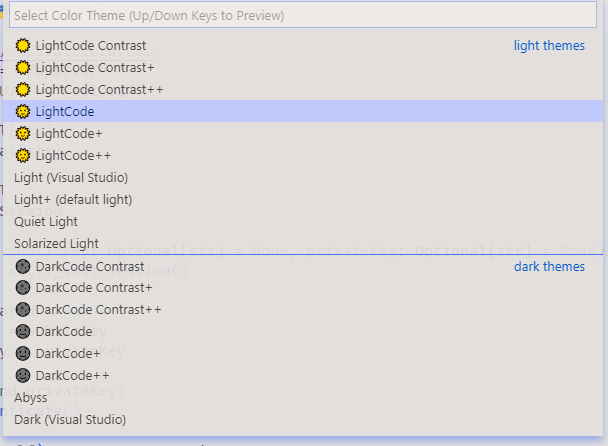 Select Color Theme (Up/Down Keys to Preview)
LightCode Contrast light themes
LightCode Contrast+
LightCode Contrast++
LightCode
LightCode+
LightCode++
Light (Visual Studio)
Light+ (default light)
Quiet Light
Solarized Light
DarkCode Contrast dark themes
DarkCode Contrast+
DarkCode Contrast++
DarkCode
DarkCode+
DarkCode++
Abyss
Dark (Visual Studio)